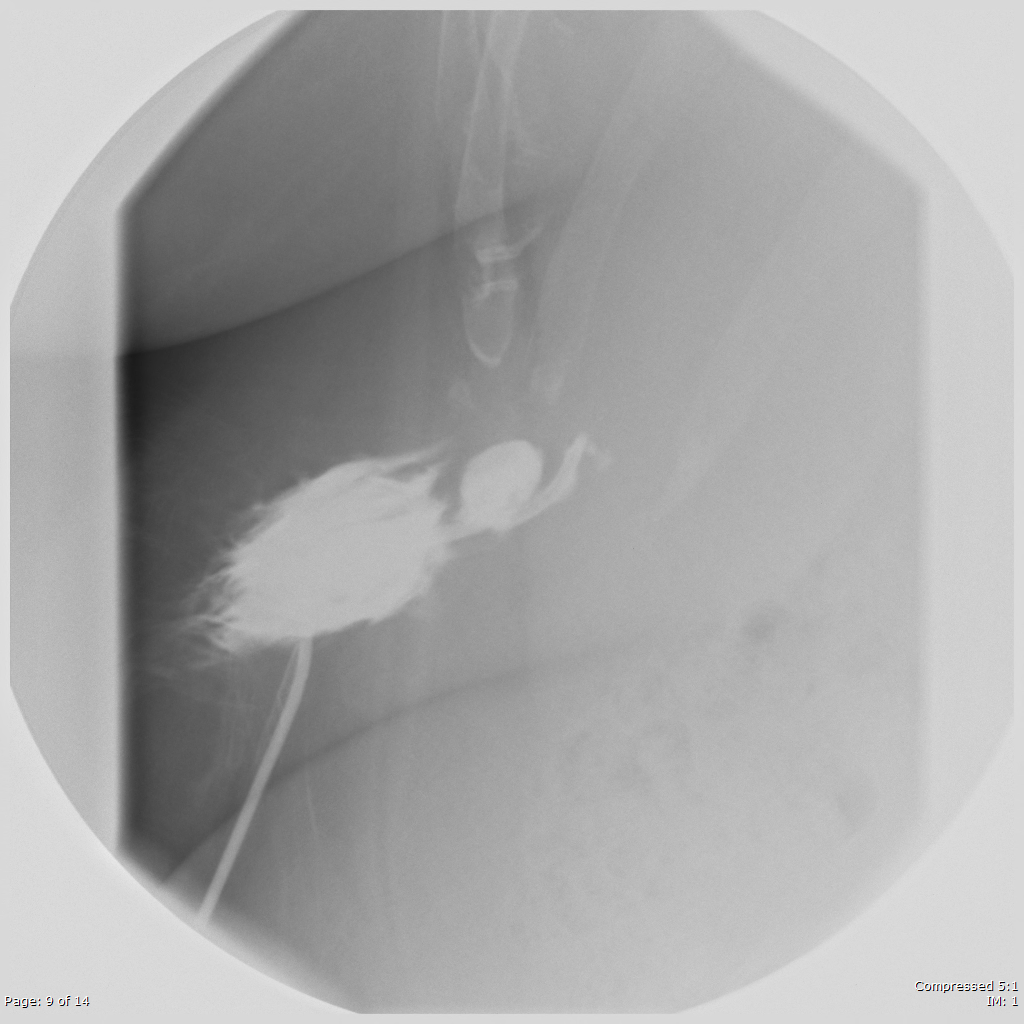 Compressed 5:1
Page: 9 of 14
IM: 1